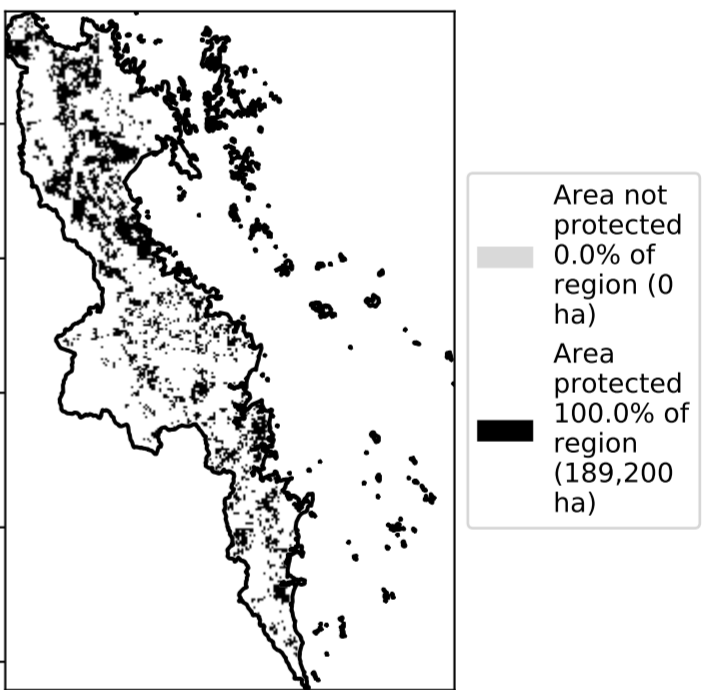 Area not
protected
0.0% of
region (0
ha)
Area
protected
100.0% of
region
(189,200
ha)